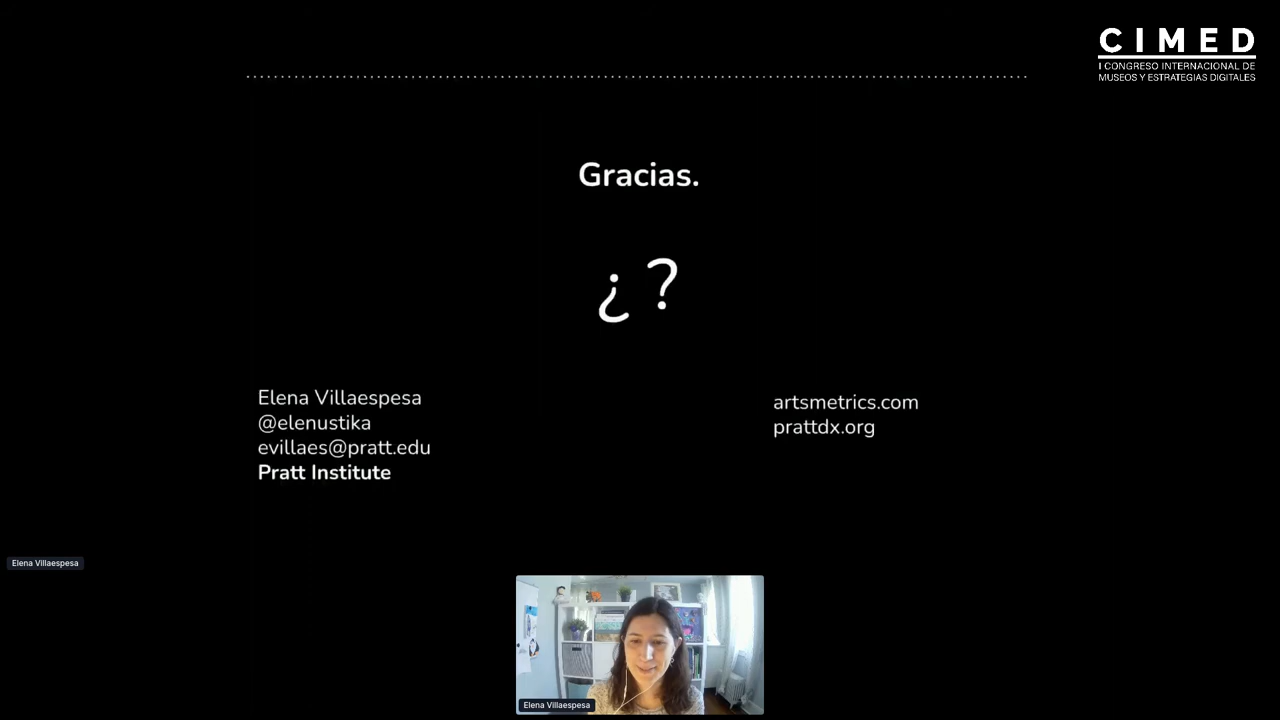 CIMED
I CONGRESO INTERNACIONAL DE
MUSEOS Y ESTRATEGIAS DIGITALES
Gracias.
¿?
Elena Villaespesa
@elenustika
evillaes@pratt.edu
Pratt Institute
artsmetrics.com
prattdx.org
Elena Villaespesa
Elena Villaespesa